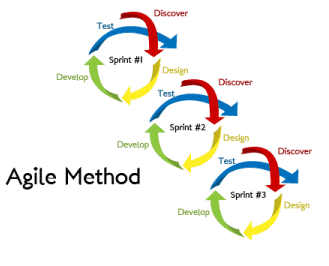 Discover
Test
Sprint #1
Develop
Design
Discover
Test
Sprint #2
Develop
Design
Discover
Test
Sprint #3
Develop
Design
Agile Method